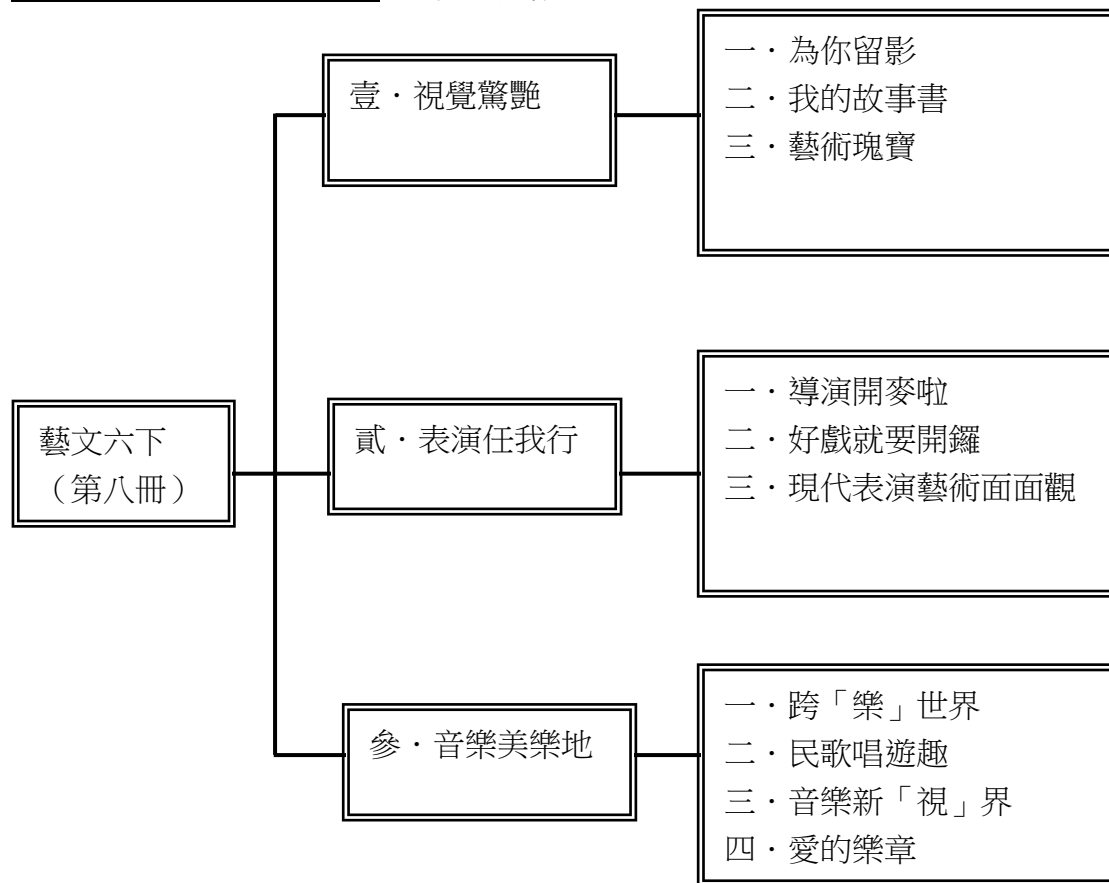 藝文六下
（第八冊）
壹．視覺驚艷
一．為你留影
二．我的故事書
三．藝術瑰寶
貳．表演任我行
一．導演開麥啦
二．好戲就要開鑼
三．現代表演藝術面面觀
參．音樂美樂地
一．跨「樂」世界
二．民歌唱遊趣
三．音樂新「視」界
四．愛的樂章